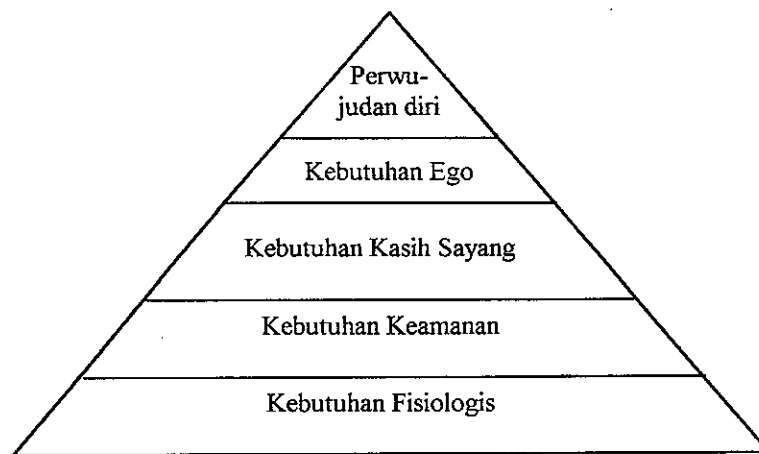 Perwu-
judan diri
Kebutuhan Ego
Kebutuhan Kasih Sayang
Kebutuhan Keamanan
Kebutuhan Fisiologis